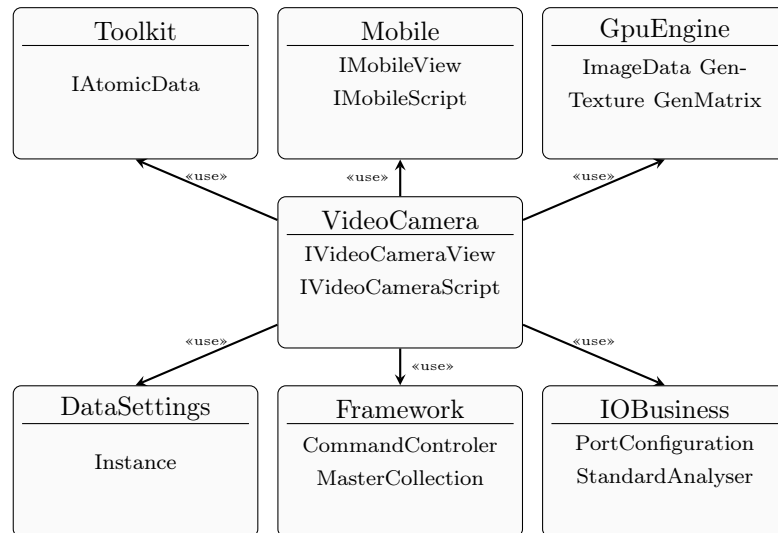 Toolkit
IAtomicData
Mobile
IMobileView
IMobileScript
GpuEngine
ImageData Gen-
Texture GenMatrix
«use»
«use»
«use»
VideoCamera
IVideoCameraView
IVideoCameraScript
«use»
«use»
«use»
DataSettings
Instance
Framework
CommandControler
MasterCollection
IOBusiness
PortConfiguration
StandardAnalyser